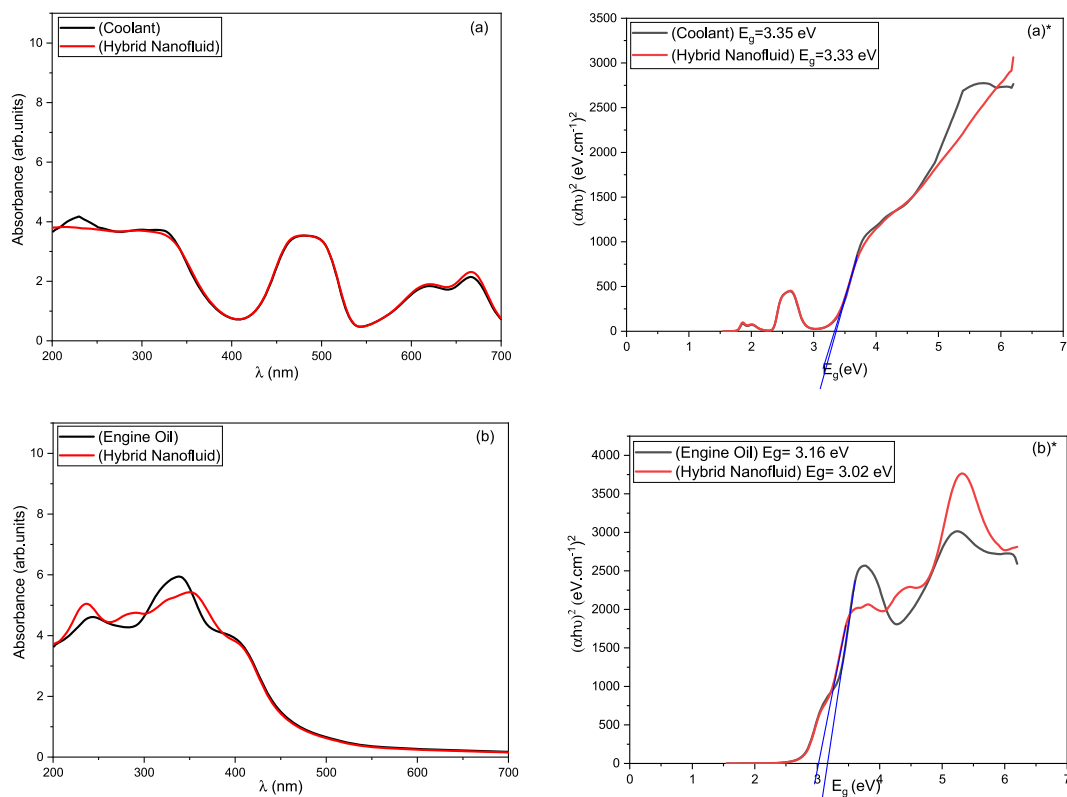 (a)
(Coolant)
(Hybrid Nanofluid)
Absorbance (arb.units)
10
8
6
4
2
0
200
300
400
500
600
700
λ (nm)
(a)*
(Coolant) E_g=3.35 eV
(Hybrid Nanofluid) E_g=3.33 eV
(αhυ)² (eV.cm⁻¹)²
3500
3000
2500
2000
1500
1000
500
0
0
1
2
3
4
5
6
7
E_g(eV)
(b)
(Engine Oil)
(Hybrid Nanofluid)
Absorbance (arb.units)
10
8
6
4
2
0
200
300
400
500
600
700
λ (nm)
(b)*
(Engine Oil) Eg= 3.16 eV
(Hybrid Nanofluid) Eg= 3.02 eV
(αhυ)² (eV.cm⁻¹)²
4000
3500
3000
2500
2000
1500
1000
500
0
0
1
2
3
4
5
6
7
E_g (eV)